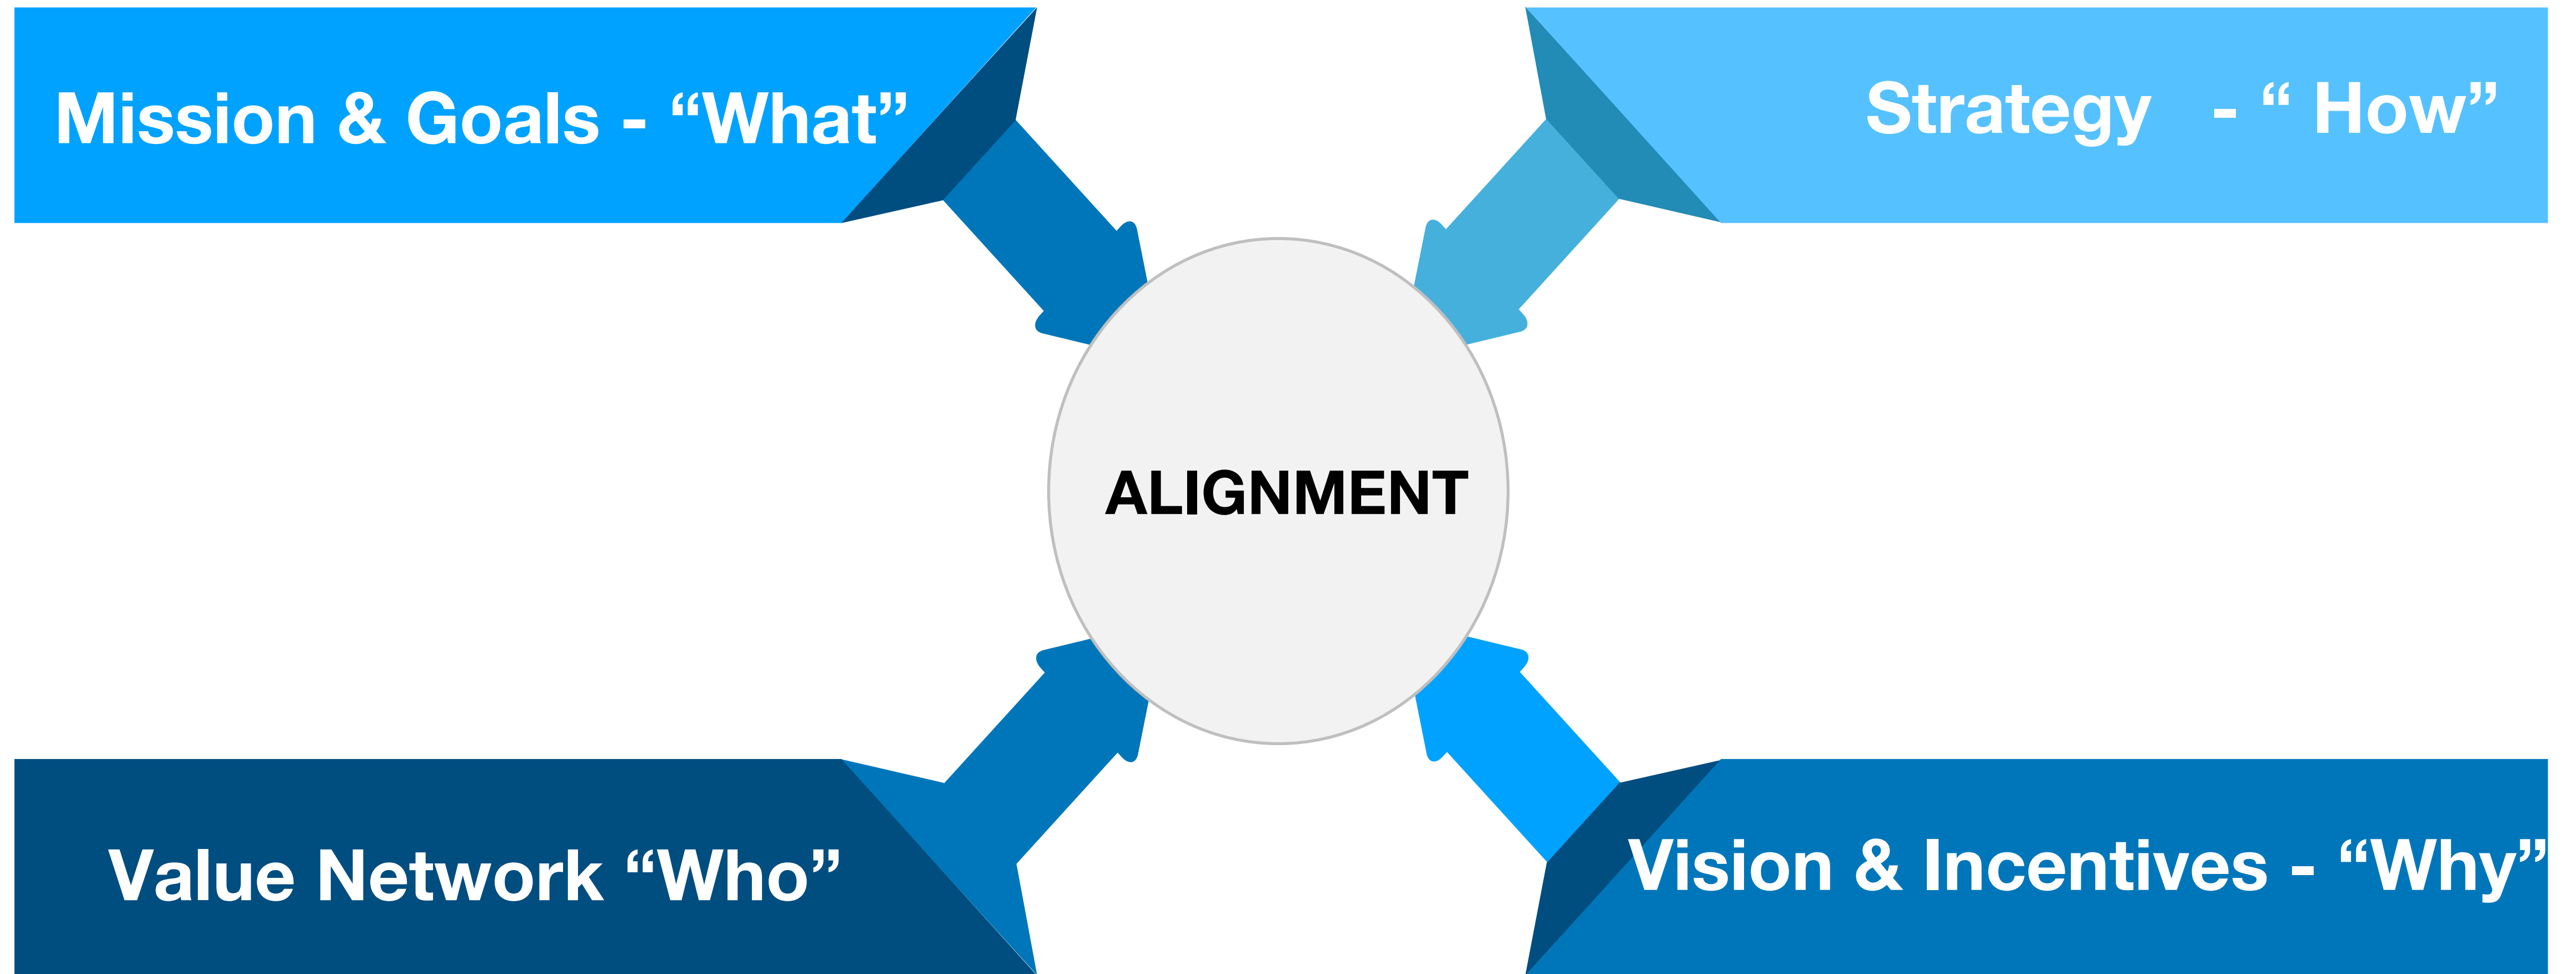 Mission & Goals - “What”
Strategy - “ How”
ALIGNMENT
Value Network “Who”
Vision & Incentives - “Why”